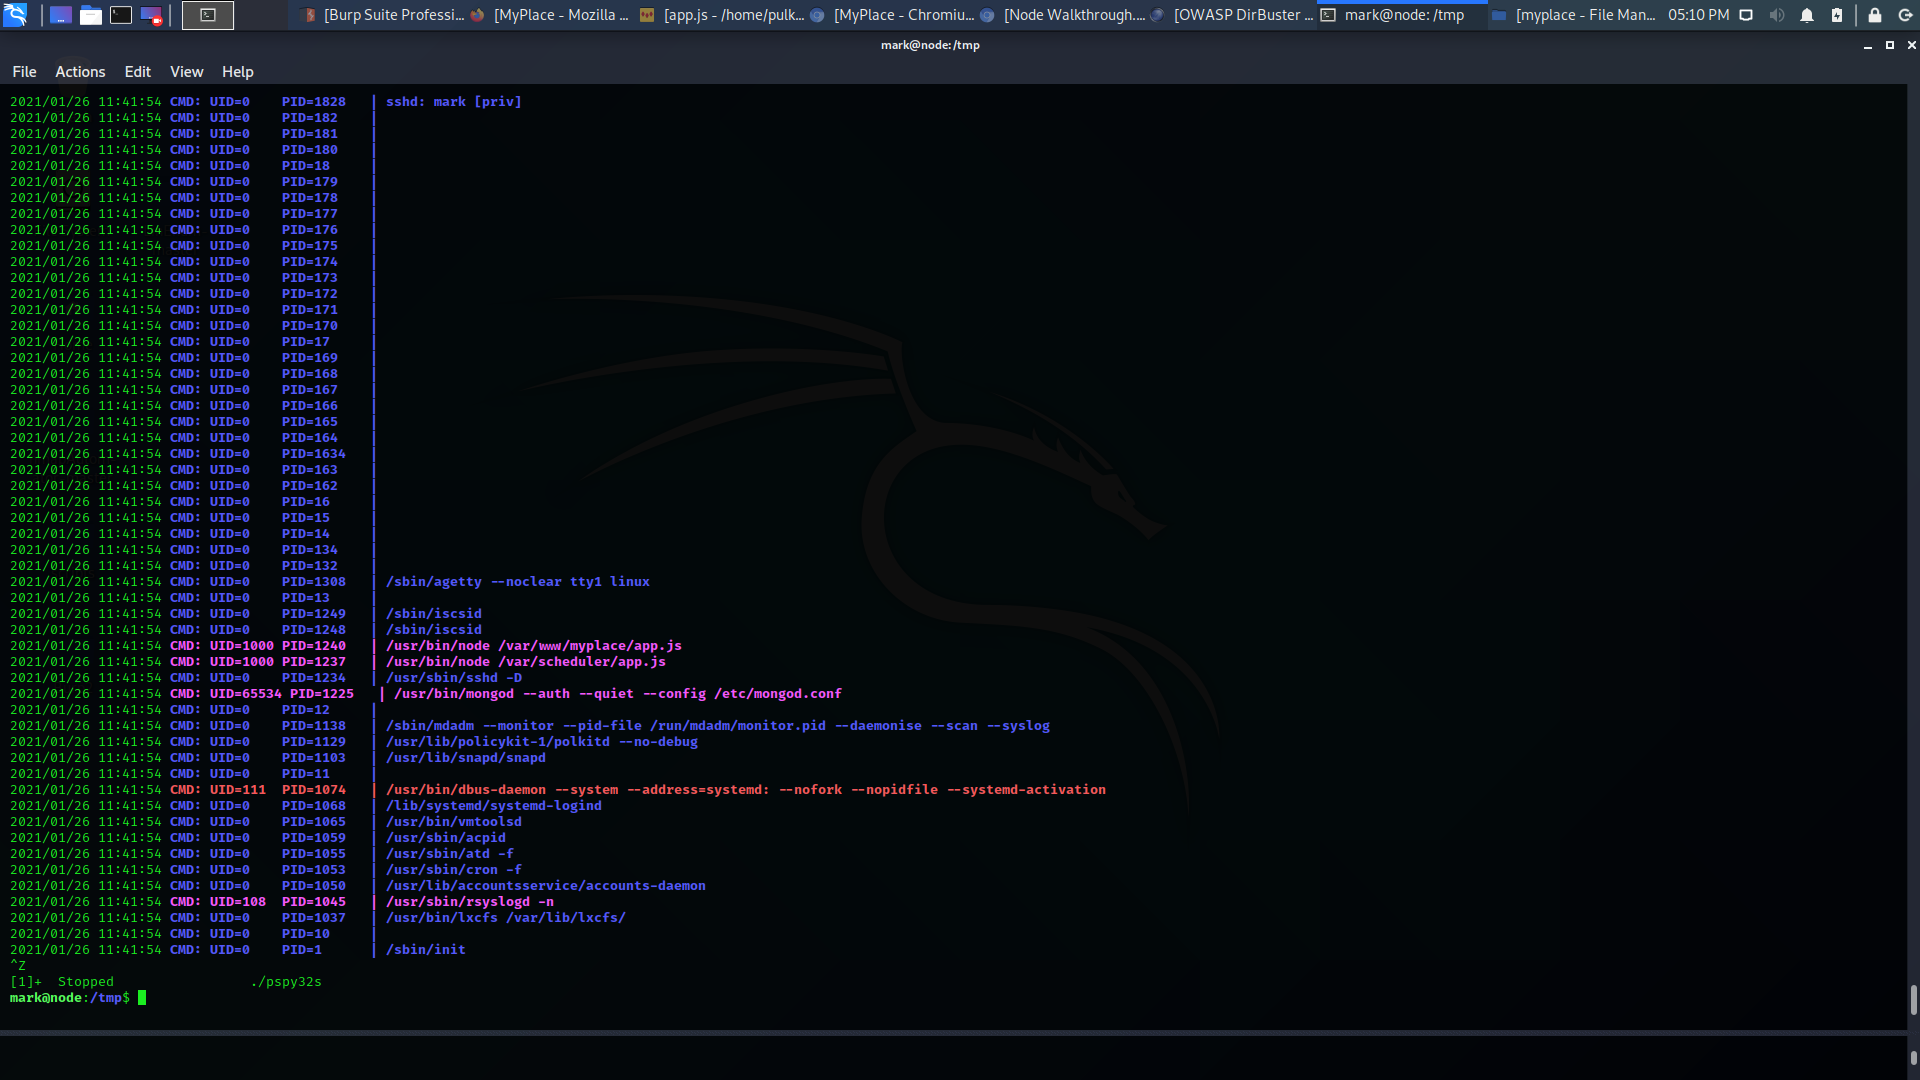 [Burp Suite Professi... [MyPlace - Mozilla ... [app.js - /home/pulk... [MyPlace - Chromiu... [Node Walkthrough.... [OWASP DirBuster ... mark@node: /tmp [myplace - File Man... 05:10 PM
mark@node:/tmp
File Actions Edit View Help
2021/01/26 11:41:54 CMD: UID=0 PID=1828 | sshd: mark [priv]
2021/01/26 11:41:54 CMD: UID=0 PID=182 |
2021/01/26 11:41:54 CMD: UID=0 PID=181 |
2021/01/26 11:41:54 CMD: UID=0 PID=180 |
2021/01/26 11:41:54 CMD: UID=0 PID=18 |
2021/01/26 11:41:54 CMD: UID=0 PID=179 |
2021/01/26 11:41:54 CMD: UID=0 PID=178 |
2021/01/26 11:41:54 CMD: UID=0 PID=177 |
2021/01/26 11:41:54 CMD: UID=0 PID=176 |
2021/01/26 11:41:54 CMD: UID=0 PID=175 |
2021/01/26 11:41:54 CMD: UID=0 PID=174 |
2021/01/26 11:41:54 CMD: UID=0 PID=173 |
2021/01/26 11:41:54 CMD: UID=0 PID=172 |
2021/01/26 11:41:54 CMD: UID=0 PID=171 |
2021/01/26 11:41:54 CMD: UID=0 PID=170 |
2021/01/26 11:41:54 CMD: UID=0 PID=17 |
2021/01/26 11:41:54 CMD: UID=0 PID=169 |
2021/01/26 11:41:54 CMD: UID=0 PID=168 |
2021/01/26 11:41:54 CMD: UID=0 PID=167 |
2021/01/26 11:41:54 CMD: UID=0 PID=166 |
2021/01/26 11:41:54 CMD: UID=0 PID=165 |
2021/01/26 11:41:54 CMD: UID=0 PID=164 |
2021/01/26 11:41:54 CMD: UID=0 PID=1634 |
2021/01/26 11:41:54 CMD: UID=0 PID=163 |
2021/01/26 11:41:54 CMD: UID=0 PID=162 |
2021/01/26 11:41:54 CMD: UID=0 PID=16 |
2021/01/26 11:41:54 CMD: UID=0 PID=15 |
2021/01/26 11:41:54 CMD: UID=0 PID=14 |
2021/01/26 11:41:54 CMD: UID=0 PID=134 |
2021/01/26 11:41:54 CMD: UID=0 PID=132 |
2021/01/26 11:41:54 CMD: UID=0 PID=1308 | /sbin/agetty --noclear tty1 linux
2021/01/26 11:41:54 CMD: UID=0 PID=13 |
2021/01/26 11:41:54 CMD: UID=0 PID=1249 | /sbin/iscsid
2021/01/26 11:41:54 CMD: UID=0 PID=1248 | /sbin/iscsid
2021/01/26 11:41:54 CMD: UID=1000 PID=1240 | /usr/bin/node /var/www/myplace/app.js
2021/01/26 11:41:54 CMD: UID=1000 PID=1237 | /usr/bin/node /var/scheduler/app.js
2021/01/26 11:41:54 CMD: UID=0 PID=1234 | /usr/sbin/sshd -D
2021/01/26 11:41:54 CMD: UID=65534 PID=1225 | /usr/bin/mongod --auth --quiet --config /etc/mongod.conf
2021/01/26 11:41:54 CMD: UID=0 PID=12 |
2021/01/26 11:41:54 CMD: UID=0 PID=1138 | /sbin/mdadm --monitor --pid-file /run/mdadm/monitor.pid --daemonise --scan --syslog
2021/01/26 11:41:54 CMD: UID=0 PID=1129 | /usr/lib/policykit-1/polkitd --no-debug
2021/01/26 11:41:54 CMD: UID=0 PID=1103 | /usr/lib/snapd/snapd
2021/01/26 11:41:54 CMD: UID=0 PID=11 |
2021/01/26 11:41:54 CMD: UID=111 PID=1074 | /usr/bin/dbus-daemon --system --address=systemd: --nofork --nopidfile --systemd-activation
2021/01/26 11:41:54 CMD: UID=0 PID=1068 | /lib/systemd/systemd-logind
2021/01/26 11:41:54 CMD: UID=0 PID=1065 | /usr/bin/vmtoolsd
2021/01/26 11:41:54 CMD: UID=0 PID=1059 | /usr/sbin/acpid
2021/01/26 11:41:54 CMD: UID=0 PID=1055 | /usr/sbin/atd -f
2021/01/26 11:41:54 CMD: UID=0 PID=1053 | /usr/sbin/cron -f
2021/01/26 11:41:54 CMD: UID=0 PID=1050 | /usr/lib/accountsservice/accounts-daemon
2021/01/26 11:41:54 CMD: UID=108 PID=1045 | /usr/sbin/rsyslogd -n
2021/01/26 11:41:54 CMD: UID=0 PID=1037 | /usr/bin/lxcfs /var/lib/lxcfs/
2021/01/26 11:41:54 CMD: UID=0 PID=10 |
2021/01/26 11:41:54 CMD: UID=0 PID=1 | /sbin/init
^Z
[1]+ Stopped ./pspy32s
mark@node:/tmp$